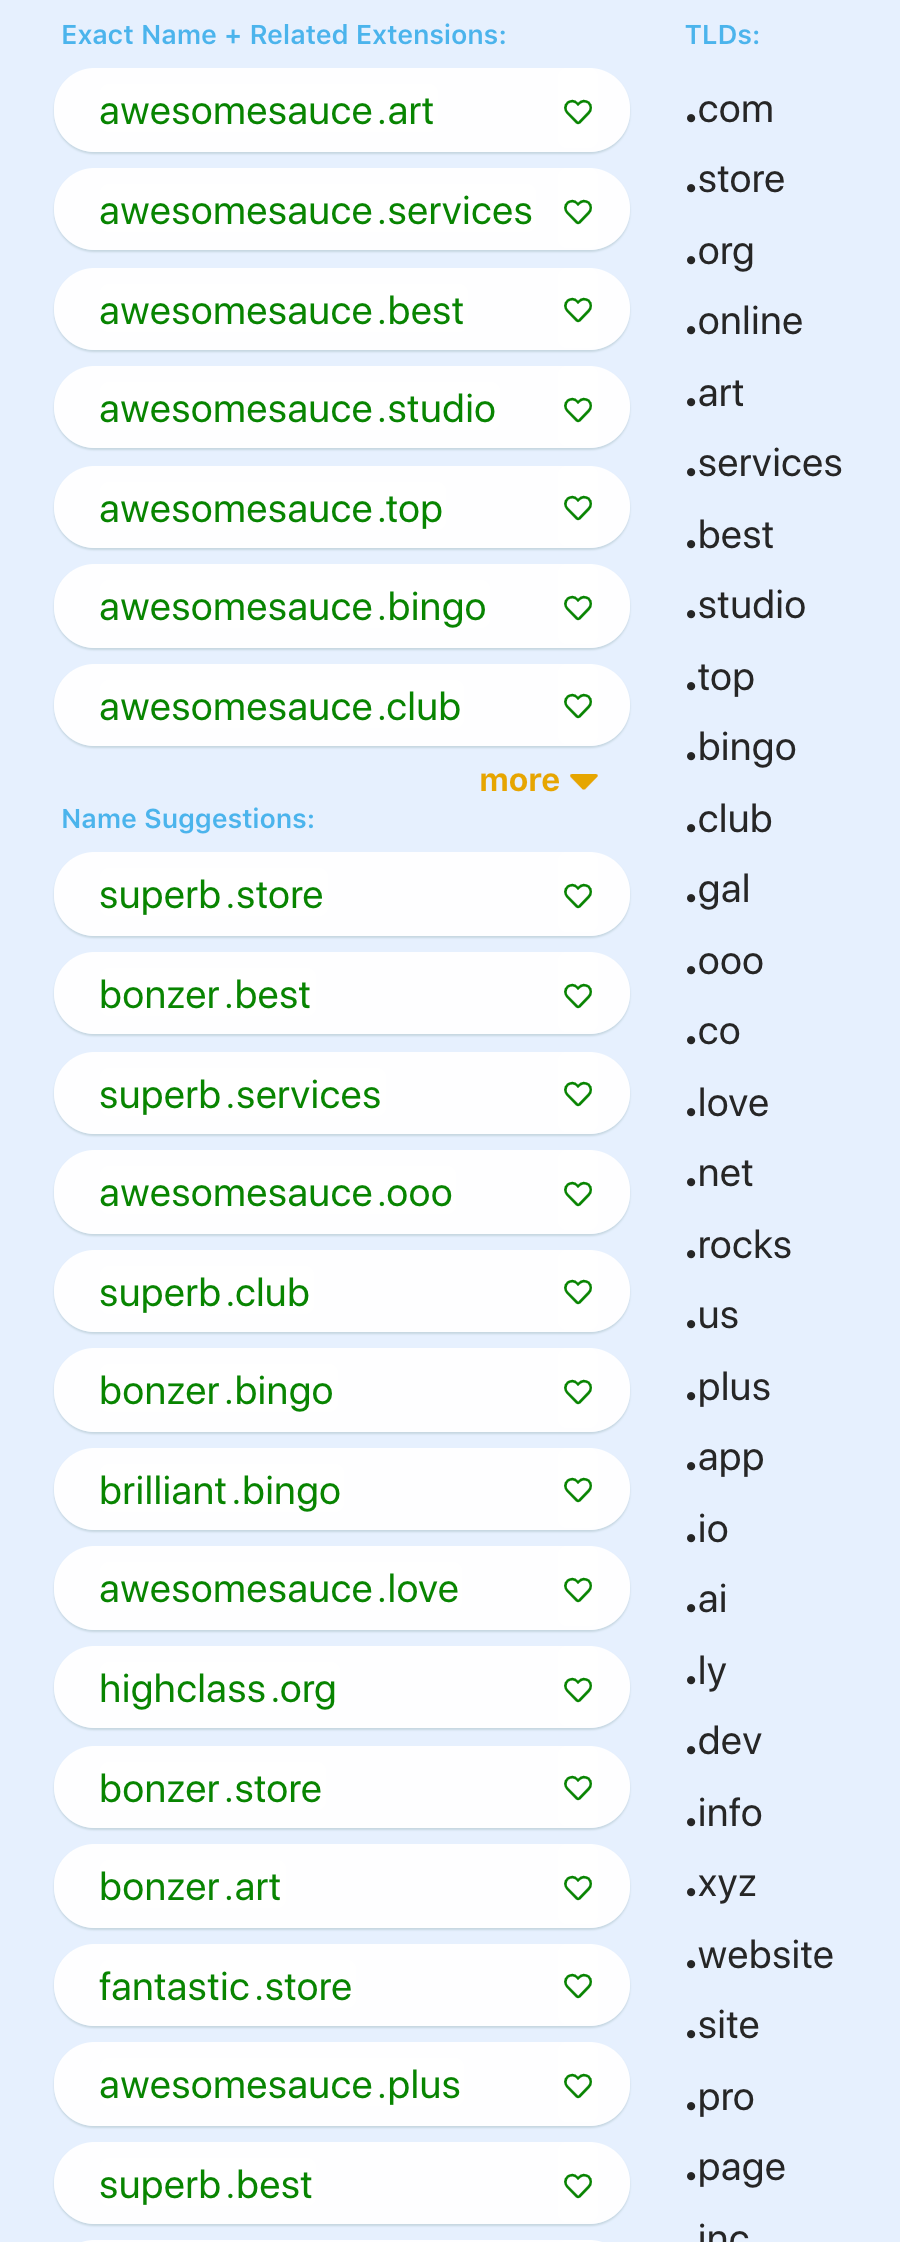 Exact Name + Related Extensions:
awesomesauce.art
awesomesauce.services
awesomesauce.best
awesomesauce.studio
awesomesauce.top
awesomesauce.bingo
awesomesauce.club
more
Name Suggestions:
superb.store
bonzer.best
superb.services
awesomesauce.ooo
superb.club
bonzer.bingo
brilliant.bingo
awesomesauce.love
highclass.org
bonzer.store
bonzer.art
fantastic.store
awesomesauce.plus
superb.best
TLDs:
.com
.store
.org
.online
.art
.services
.best
.studio
.top
.bingo
.club
.gal
.ooo
.co
.love
.net
.rocks
.us
.plus
.app
.io
.ai
.ly
.dev
.info
.xyz
.website
.site
.pro
.page
.inc